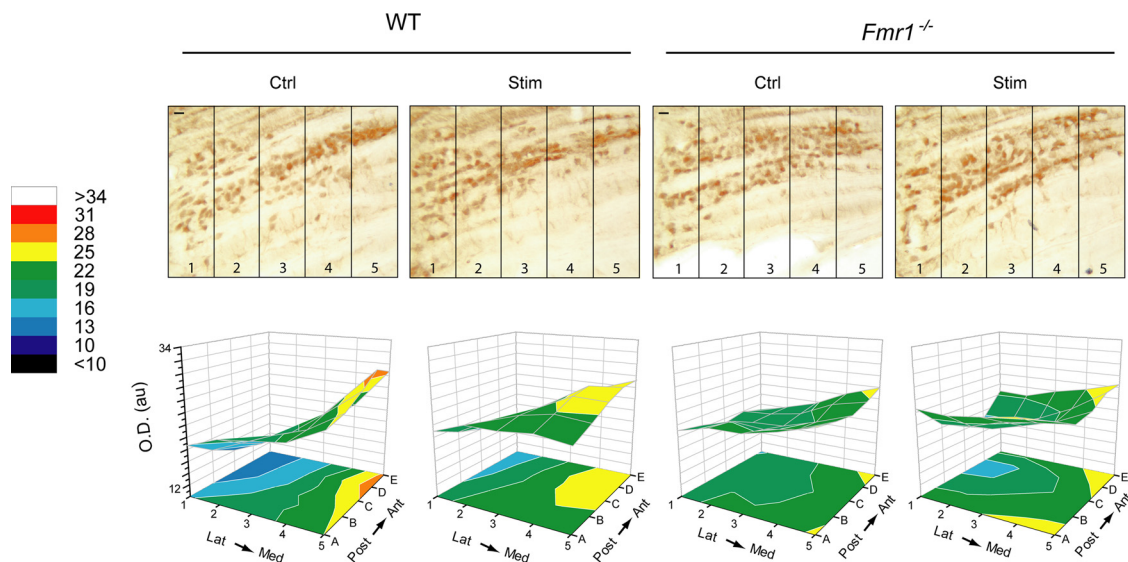 WT
Fmr1-/-
Ctrl
Stim
Ctrl
Stim
1 2 3 4 5
1 2 3 4 5
1 2 3 4 5
1 2 3 4 5
>34
31
28
25
22
19
16
13
10
<10
34
O.D. (au)
12
1 2 3 4 5
A B C D E
Lat Med
Post Ant
1 2 3 4 5
A B C D E
Lat Med
Post Ant
1 2 3 4 5
A B C D E
Lat Med
Post Ant
1 2 3 4 5
A B C D E
Lat Med
Post Ant